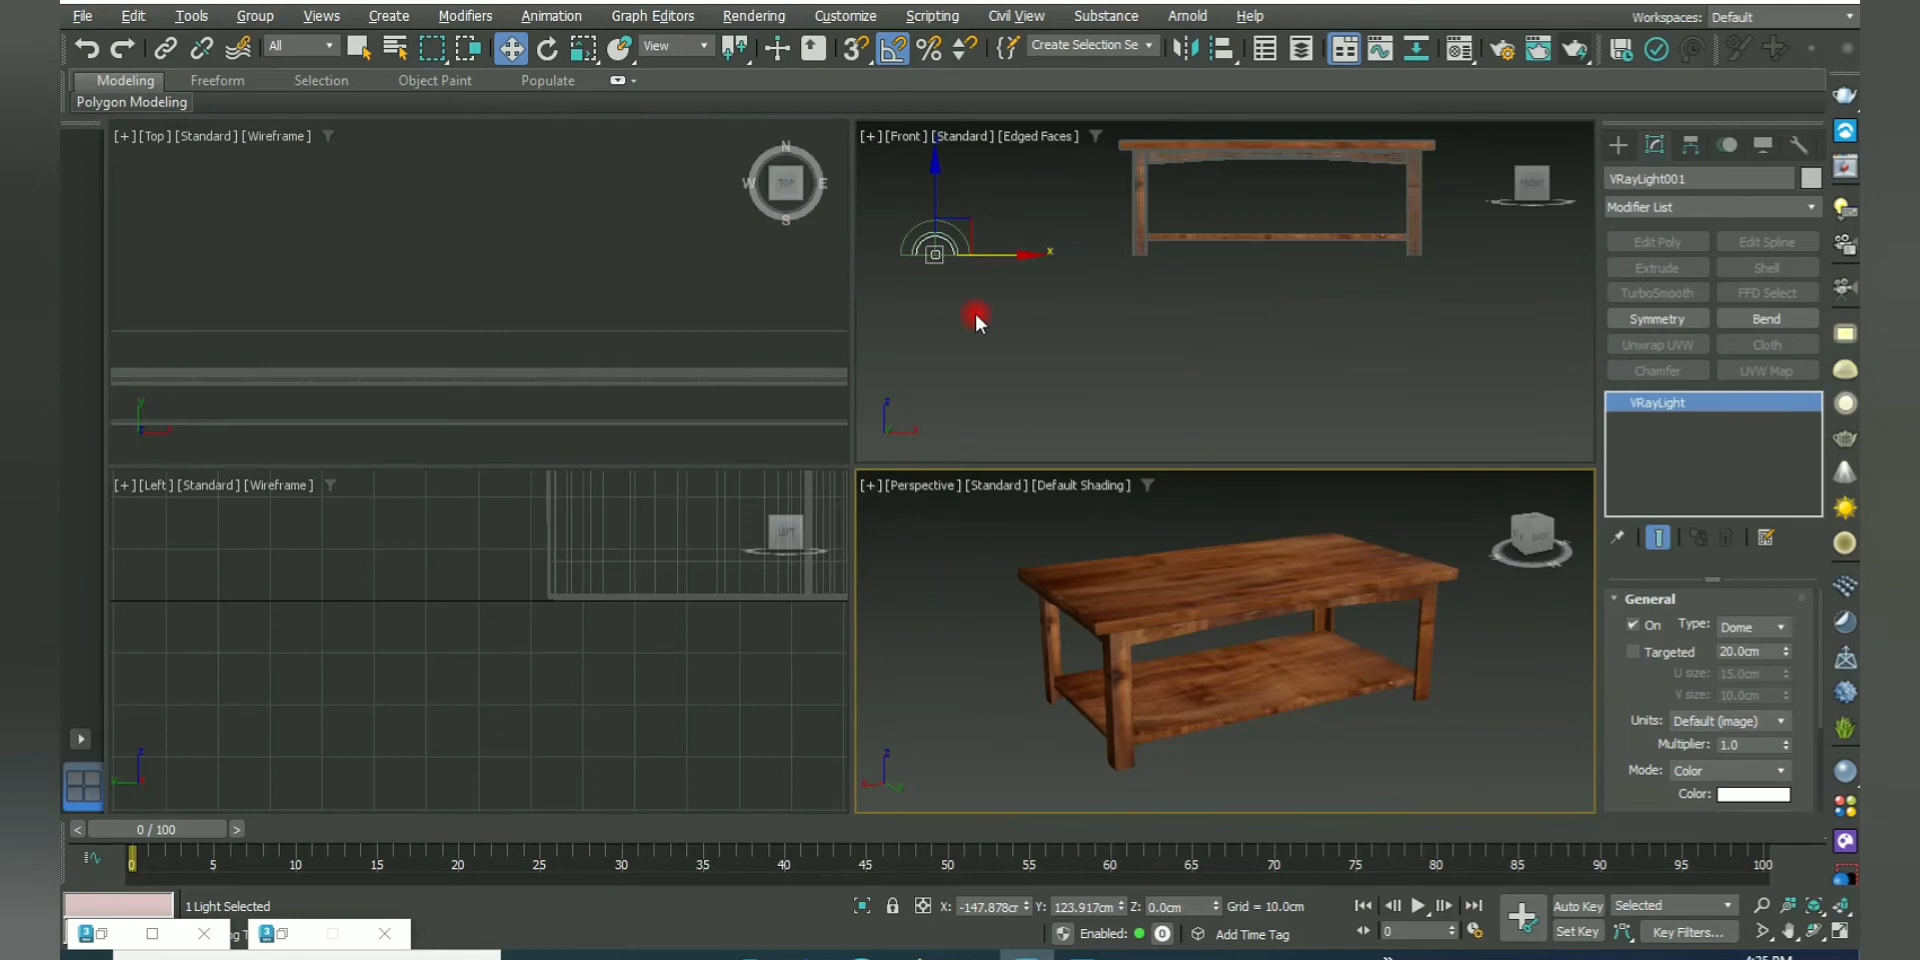 File Edit Tools Group Views Create Modifiers Animation Graph Editors Rendering Customize Scripting Civil View Substance Arnold Help Workspaces: Default
All View Create Selection Se
Modeling Freeform Selection Object Paint Populate
Polygon Modeling
[+] [Top] [Standard] [Wireframe]
N
W TOP E
S
[+] [Front] [Standard] [Edged Faces]
FRONT
x
z
x
y
x
[+] [Left] [Standard] [Wireframe]
LEFT
z
[+] [Perspective] [Standard] [Default Shading]
BACK
z
VRayLight001
Modifier List
Edit Poly Edit Spline
Extrude Shell
TurboSmooth FFD Select
Symmetry Bend
Unwrap UVW Cloth
Chamfer UVW Map
VRayLight
General
On Type: Dome
Targeted 20.0cm
U size: 15.0cm
V size: 10.0cm
Units: Default (image)
Multiplier: 1.0
Mode: Color
Color:
< 0 / 100 >
0 5 10 15 20 25 30 35 40 45 50 55 60 65 70 75 80 85 90 95 100
1 Light Selected X: -147.878cr Y: 123.917cm Z: 0.0cm Grid = 10.0cm Auto Key Selected
Enabled: 0 Add Time Tag 0 Set Key Key Filters...